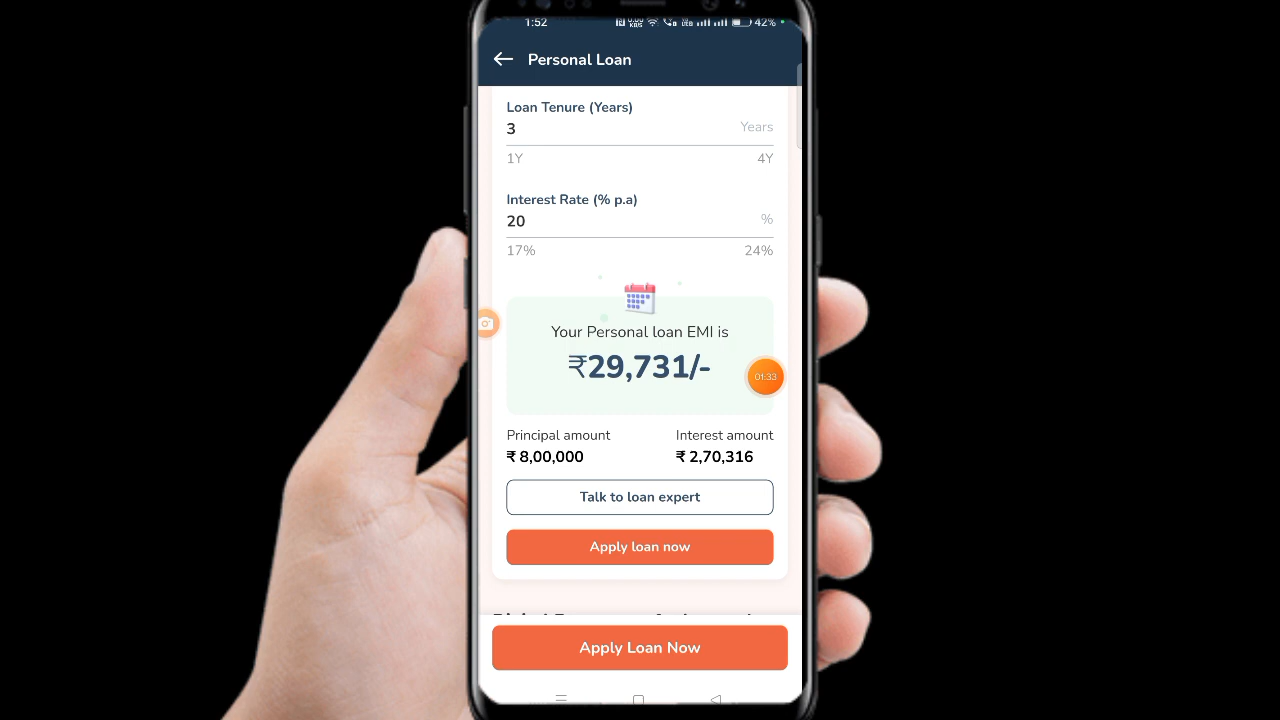 1:52
42%
Personal Loan
Loan Tenure (Years)
3 Years
1Y 4Y
Interest Rate (% p.a)
20 %
17% 24%
Your Personal loan EMI is
₹29,731/-
01:33
Principal amount Interest amount
₹ 8,00,000 ₹ 2,70,316
Talk to loan expert
Apply loan now
Apply Loan Now